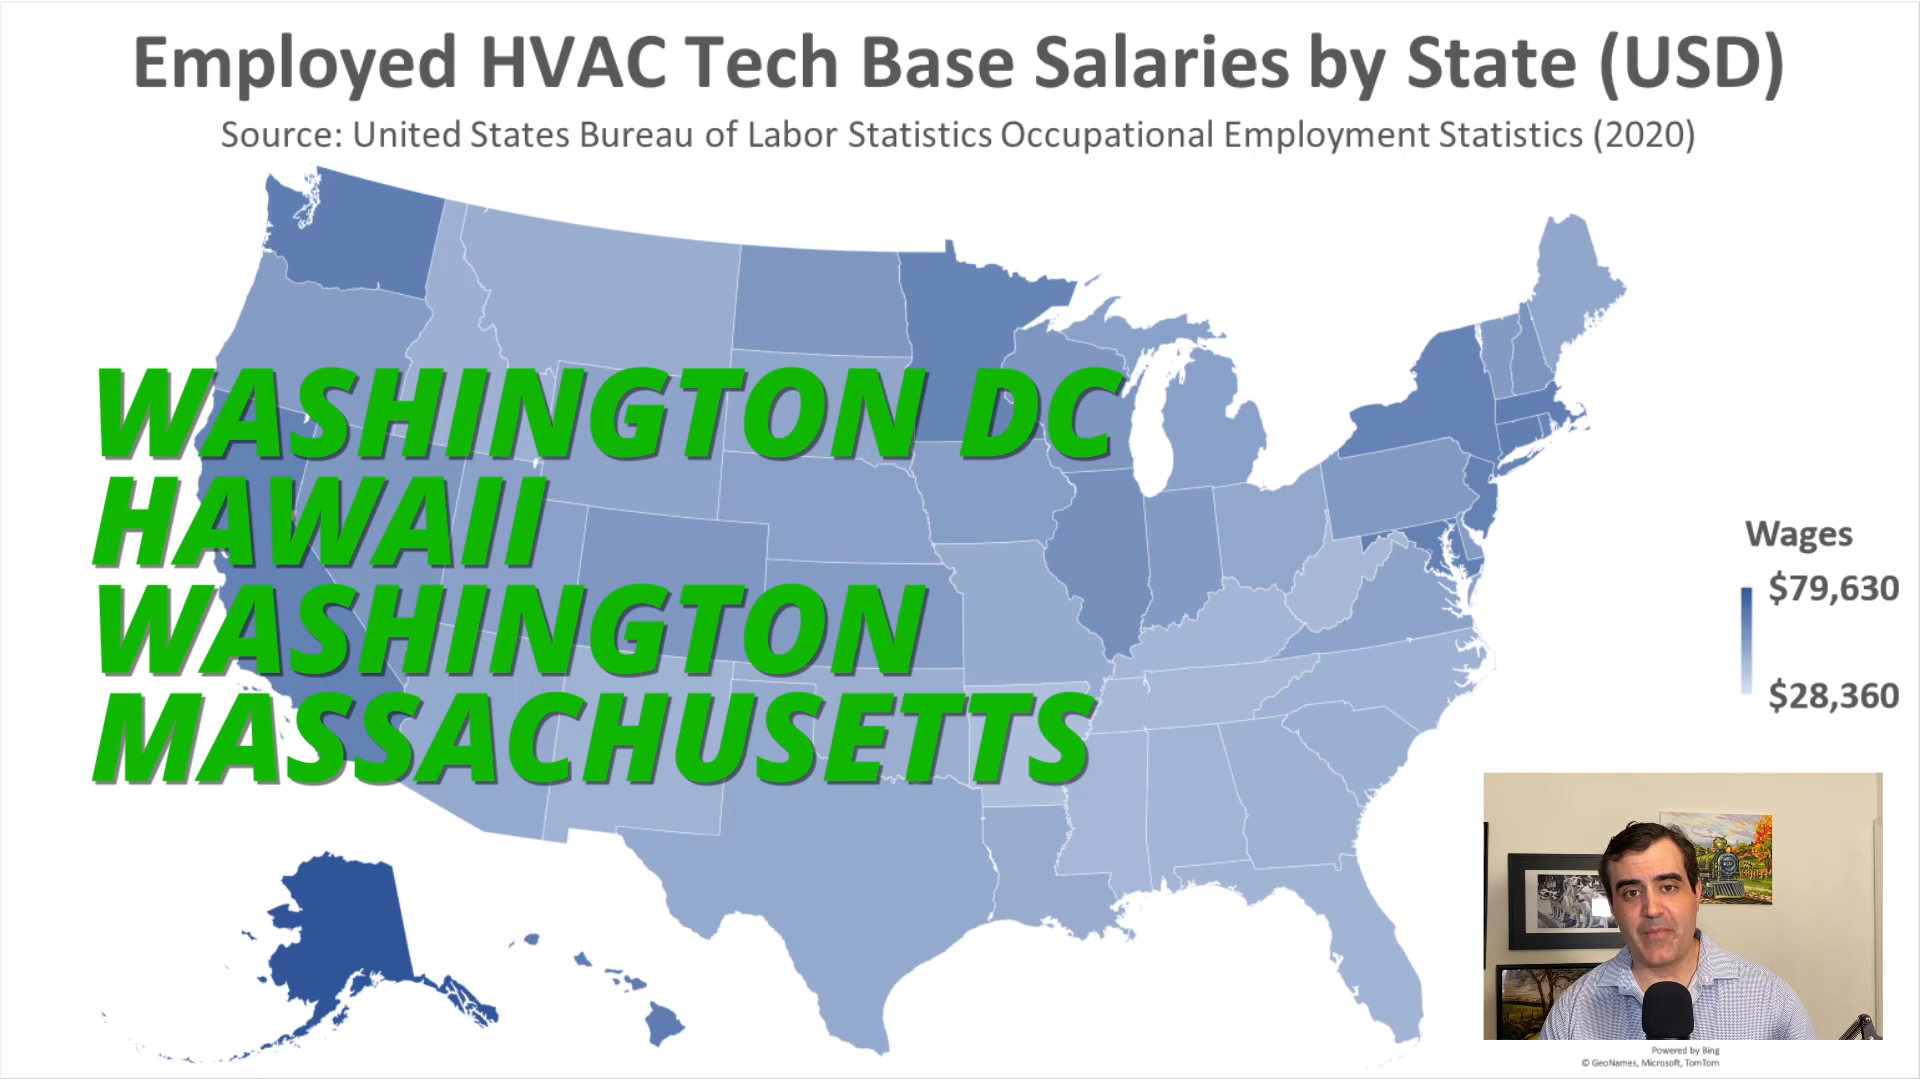 Employed HVAC Tech Base Salaries by State (USD)
Source: United States Bureau of Labor Statistics Occupational Employment Statistics (2020)
WASHINGTON DC
HAWAII
WASHINGTON
MASSACHUSETTS
Wages
$79,630
$28,360
Powered by Bing
© GeoNames, Microsoft, TomTom